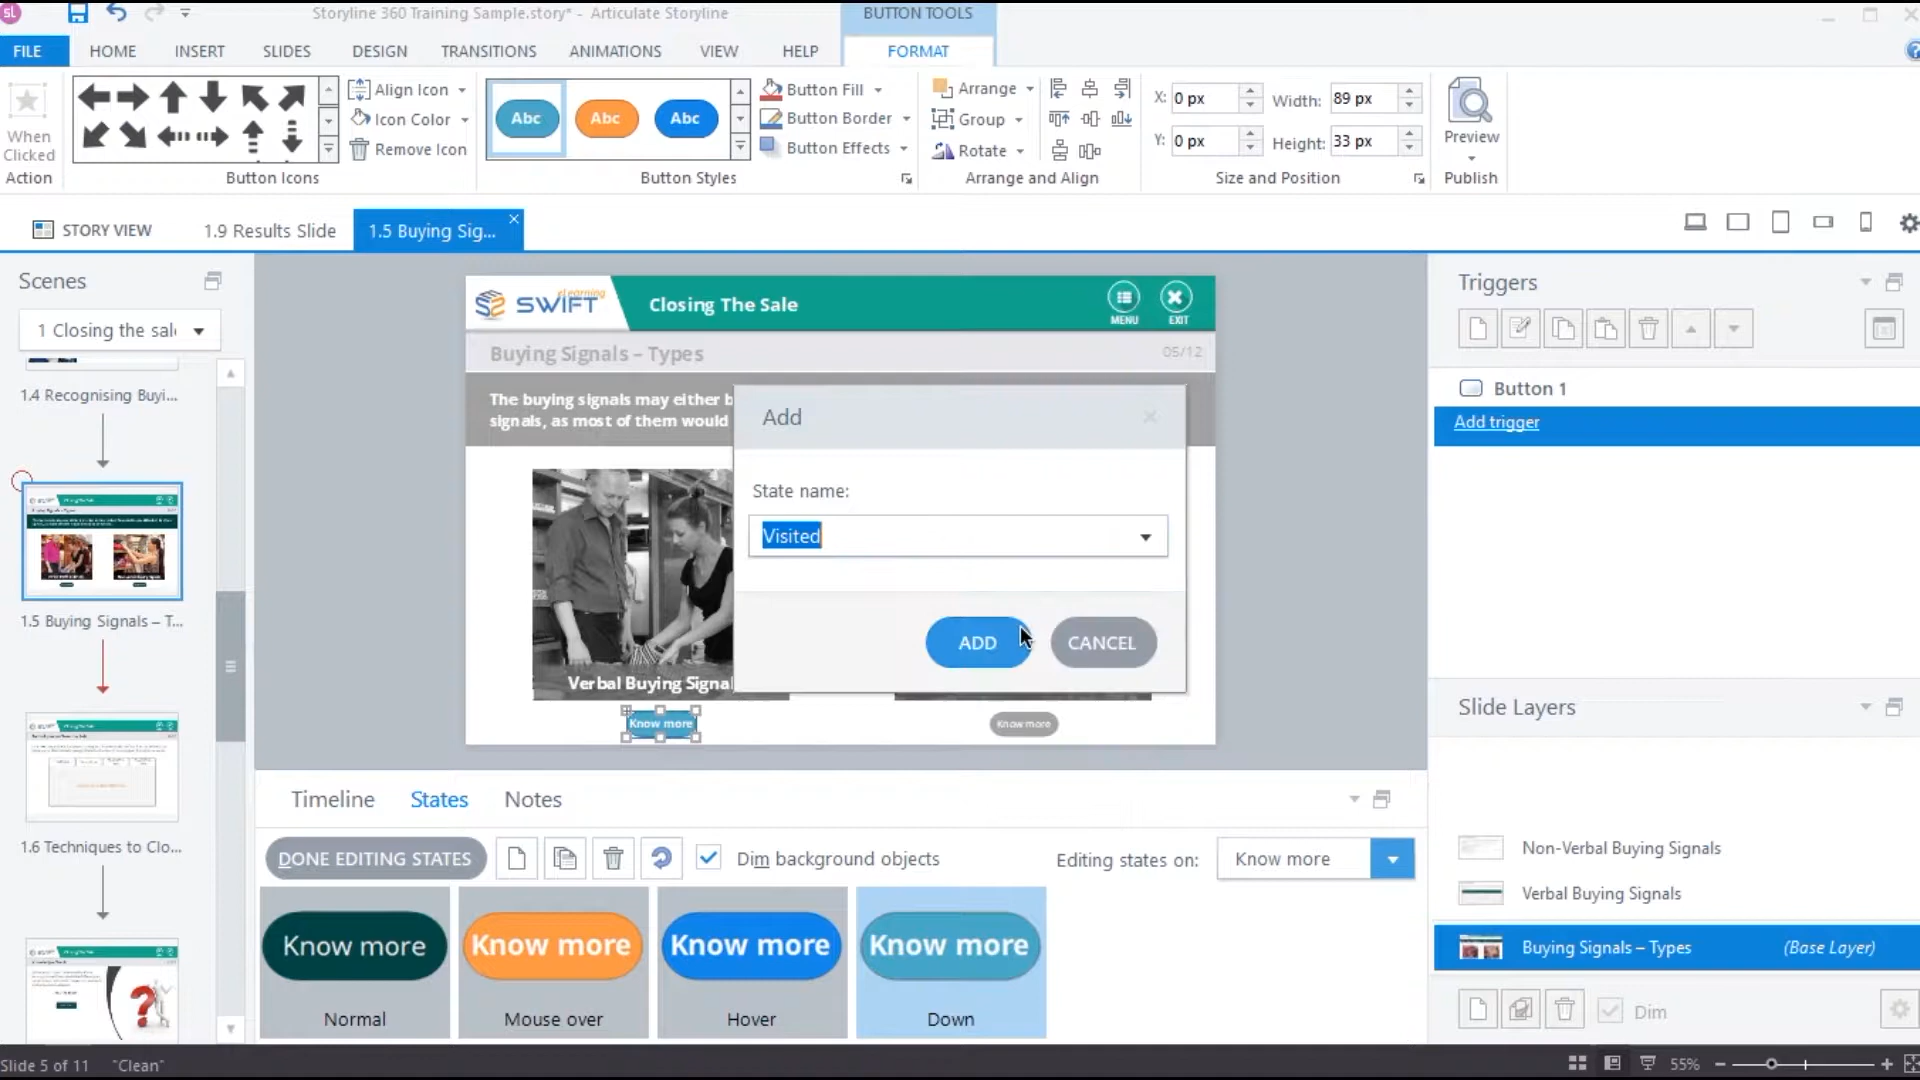 sl
Storyline 360 Training Sample.story* - Articulate Storyline
BUTTON TOOLS
FILE
HOME
INSERT
SLIDES
DESIGN
TRANSITIONS
ANIMATIONS
VIEW
HELP
FORMAT
When
Clicked
Action
Button Icons
Align Icon
Icon Color
Remove Icon
Abc
Abc
Abc
Button Styles
Button Fill
Button Border
Button Effects
Arrange
Group
Rotate
Arrange and Align
X: 0 px
Y: 0 px
Width: 89 px
Height: 33 px
Size and Position
Preview
Publish
STORY VIEW
1.9 Results Slide
1.5 Buying Sig...
Scenes
1 Closing the sal
1.4 Recognising Buyi...
1.5 Buying Signals – T...
1.6 Techniques to Clo...
SWIFT
eLearning
Closing The Sale
MENU
EXIT
Buying Signals – Types
05/12
The buying signals may either b
signals, as most of them would
Verbal Buying Signal
Know more
Know more
Add
State name:
Visited
ADD
CANCEL
Triggers
Button 1
Add trigger
Slide Layers
Non-Verbal Buying Signals
Verbal Buying Signals
Buying Signals – Types
(Base Layer)
Dim
Timeline
States
Notes
DONE EDITING STATES
Dim background objects
Editing states on:
Know more
Know more
Know more
Know more
Know more
Normal
Mouse over
Hover
Down
Slide 5 of 11
"Clean"
55%